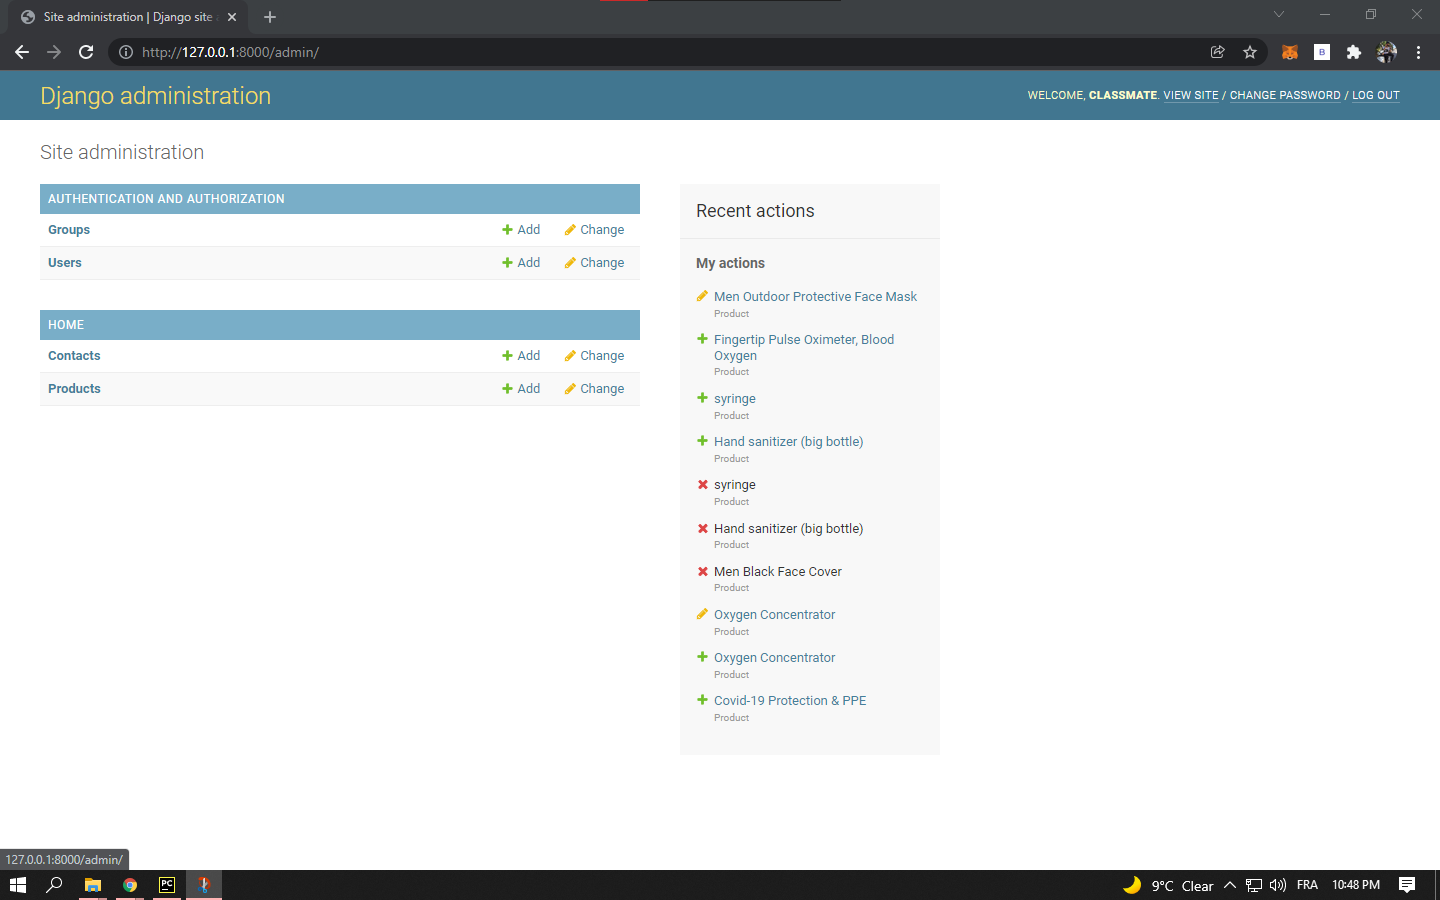 Site administration | Django site
http://127.0.0.1:8000/admin/
B
Django administration
WELCOME, CLASSMATE. VIEW SITE / CHANGE PASSWORD / LOG OUT
Site administration
AUTHENTICATION AND AUTHORIZATION
Groups Add Change
Users Add Change
HOME
Contacts Add Change
Products Add Change
Recent actions
My actions
Men Outdoor Protective Face Mask
Product
Fingertip Pulse Oximeter, Blood
Oxygen
Product
syringe
Product
Hand sanitizer (big bottle)
Product
syringe
Product
Hand sanitizer (big bottle)
Product
Men Black Face Cover
Product
Oxygen Concentrator
Product
Oxygen Concentrator
Product
Covid-19 Protection & PPE
Product
127.0.0.1:8000/admin/
PC
9°C Clear
FRA
10:48 PM